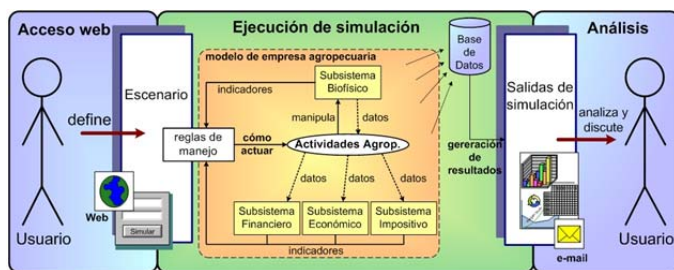 Acceso web
Ejecución de simulación
Análisis
modelo de empresa agropecuaria
Base de
Datos
Escenario
Subsistema
Biofísico
indicadores
manipula
datos
define
reglas de
manejo
cómo
actuar
Actividades Agrop.
Salidas de
simulación
analiza y
discute
gereración
de
resultados
datos
datos
datos
Web
Simular
Subsistema
Financiero
Subsistema
Económico
Subsistema
Impositivo
indicadores
Usuario
e-mail
Usuario